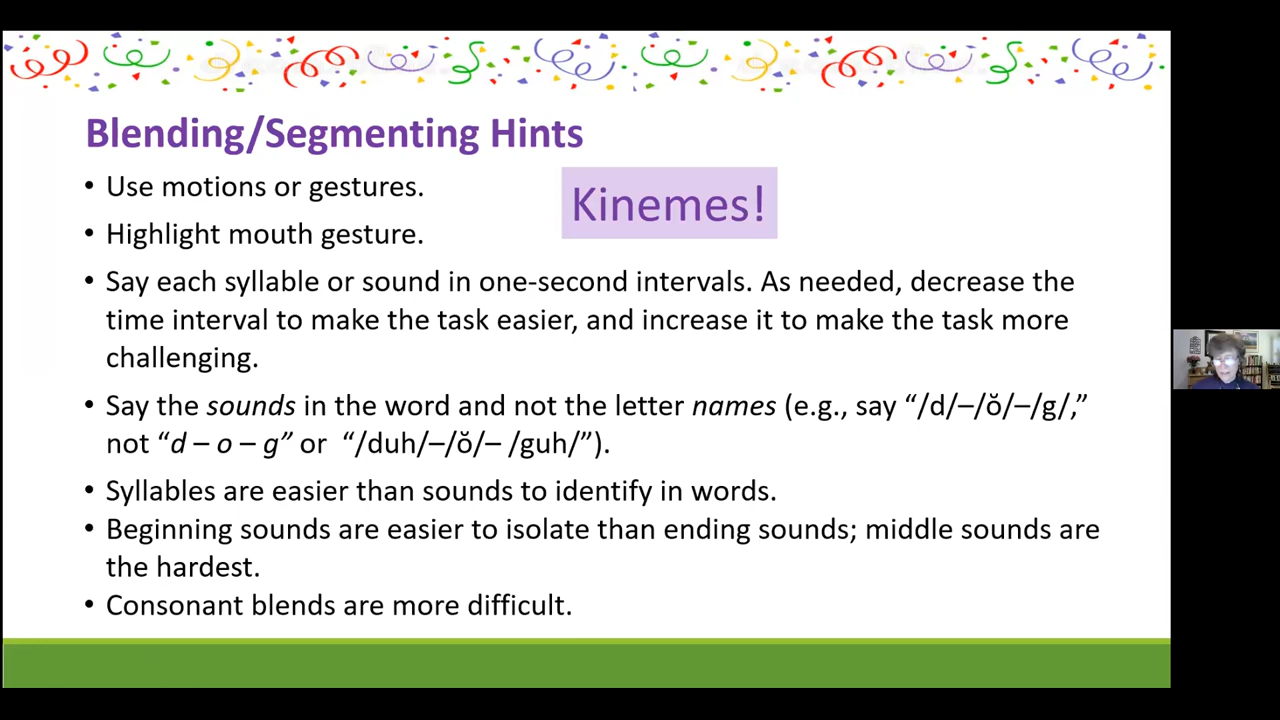 Blending/Segmenting Hints
• Use motions or gestures.
Kinemes!
• Highlight mouth gesture.
• Say each syllable or sound in one-second intervals. As needed, decrease the
time interval to make the task easier, and increase it to make the task more
challenging.
• Say the sounds in the word and not the letter names (e.g., say “/d/–/ŏ/–/g/,”
not “d – o – g” or “/duh/–/ŏ/– /guh/”).
• Syllables are easier than sounds to identify in words.
• Beginning sounds are easier to isolate than ending sounds; middle sounds are
the hardest.
• Consonant blends are more difficult.